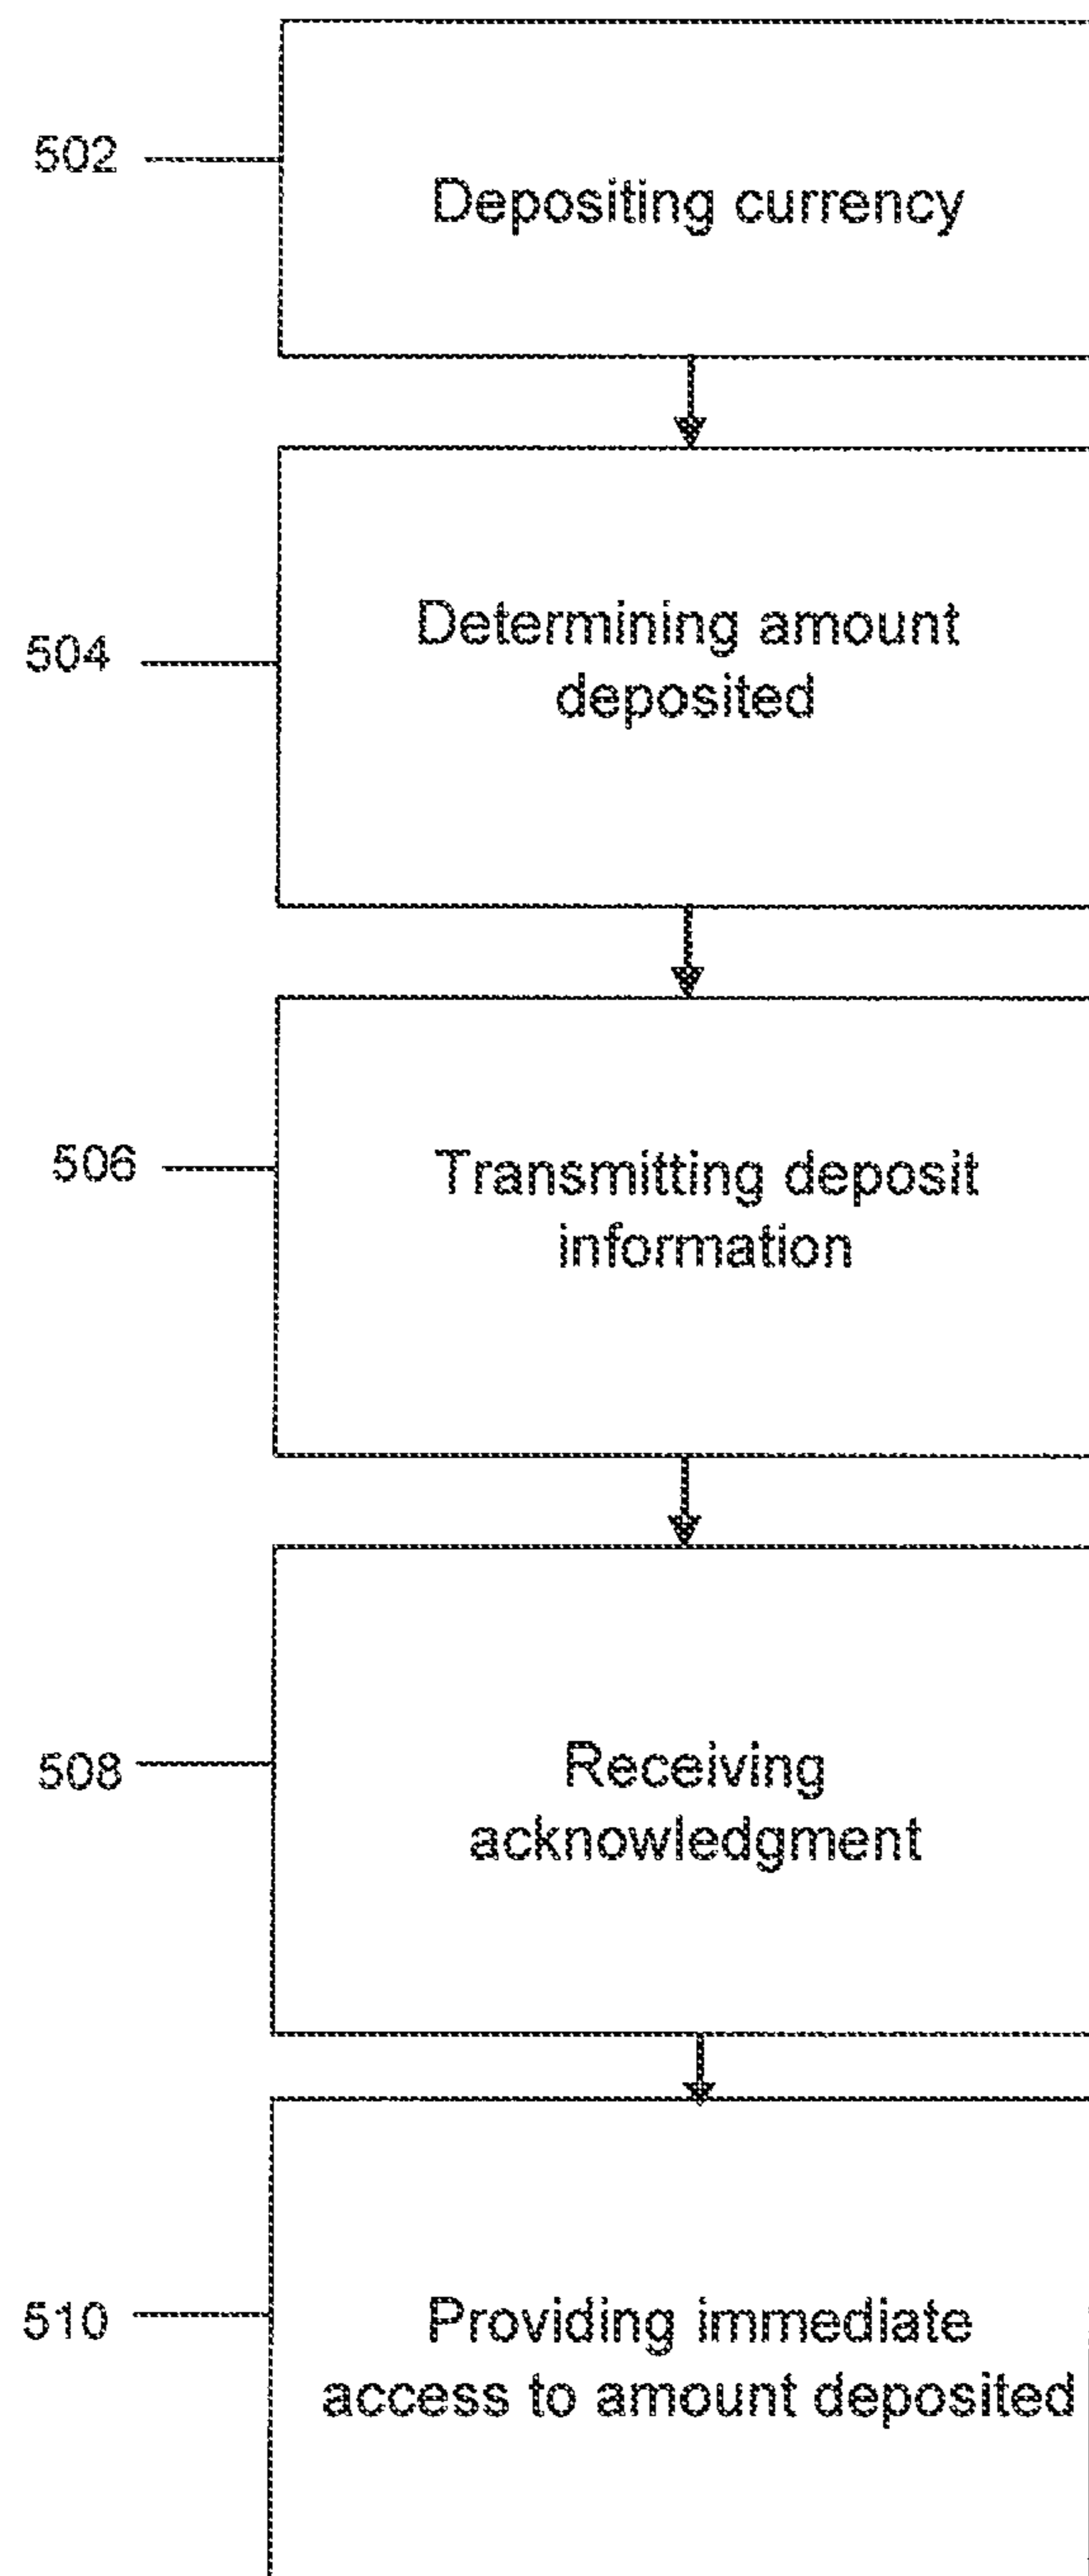 502
Depositing currency
504
Determining amount
deposited
506
Transmitting deposit
information
508
Receiving
acknowledgment
510
Providing immediate
access to amount deposited